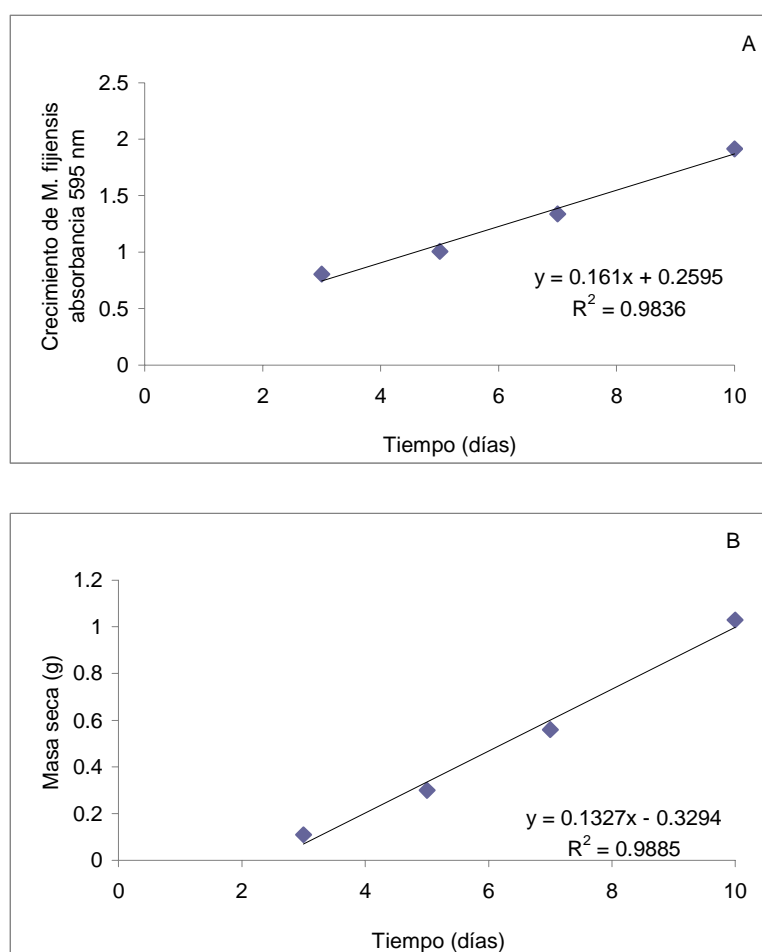 A
2.5
2
1.5
1
0.5
0
Crecimiento de M. fijiensis
absorbancia 595 nm
y = 0.161x + 0.2595
R² = 0.9836
0 2 4 6 8 10
Tiempo (días)
B
1.2
1
0.8
0.6
0.4
0.2
0
Masa seca (g)
y = 0.1327x - 0.3294
R² = 0.9885
0 2 4 6 8 10
Tiempo (días)